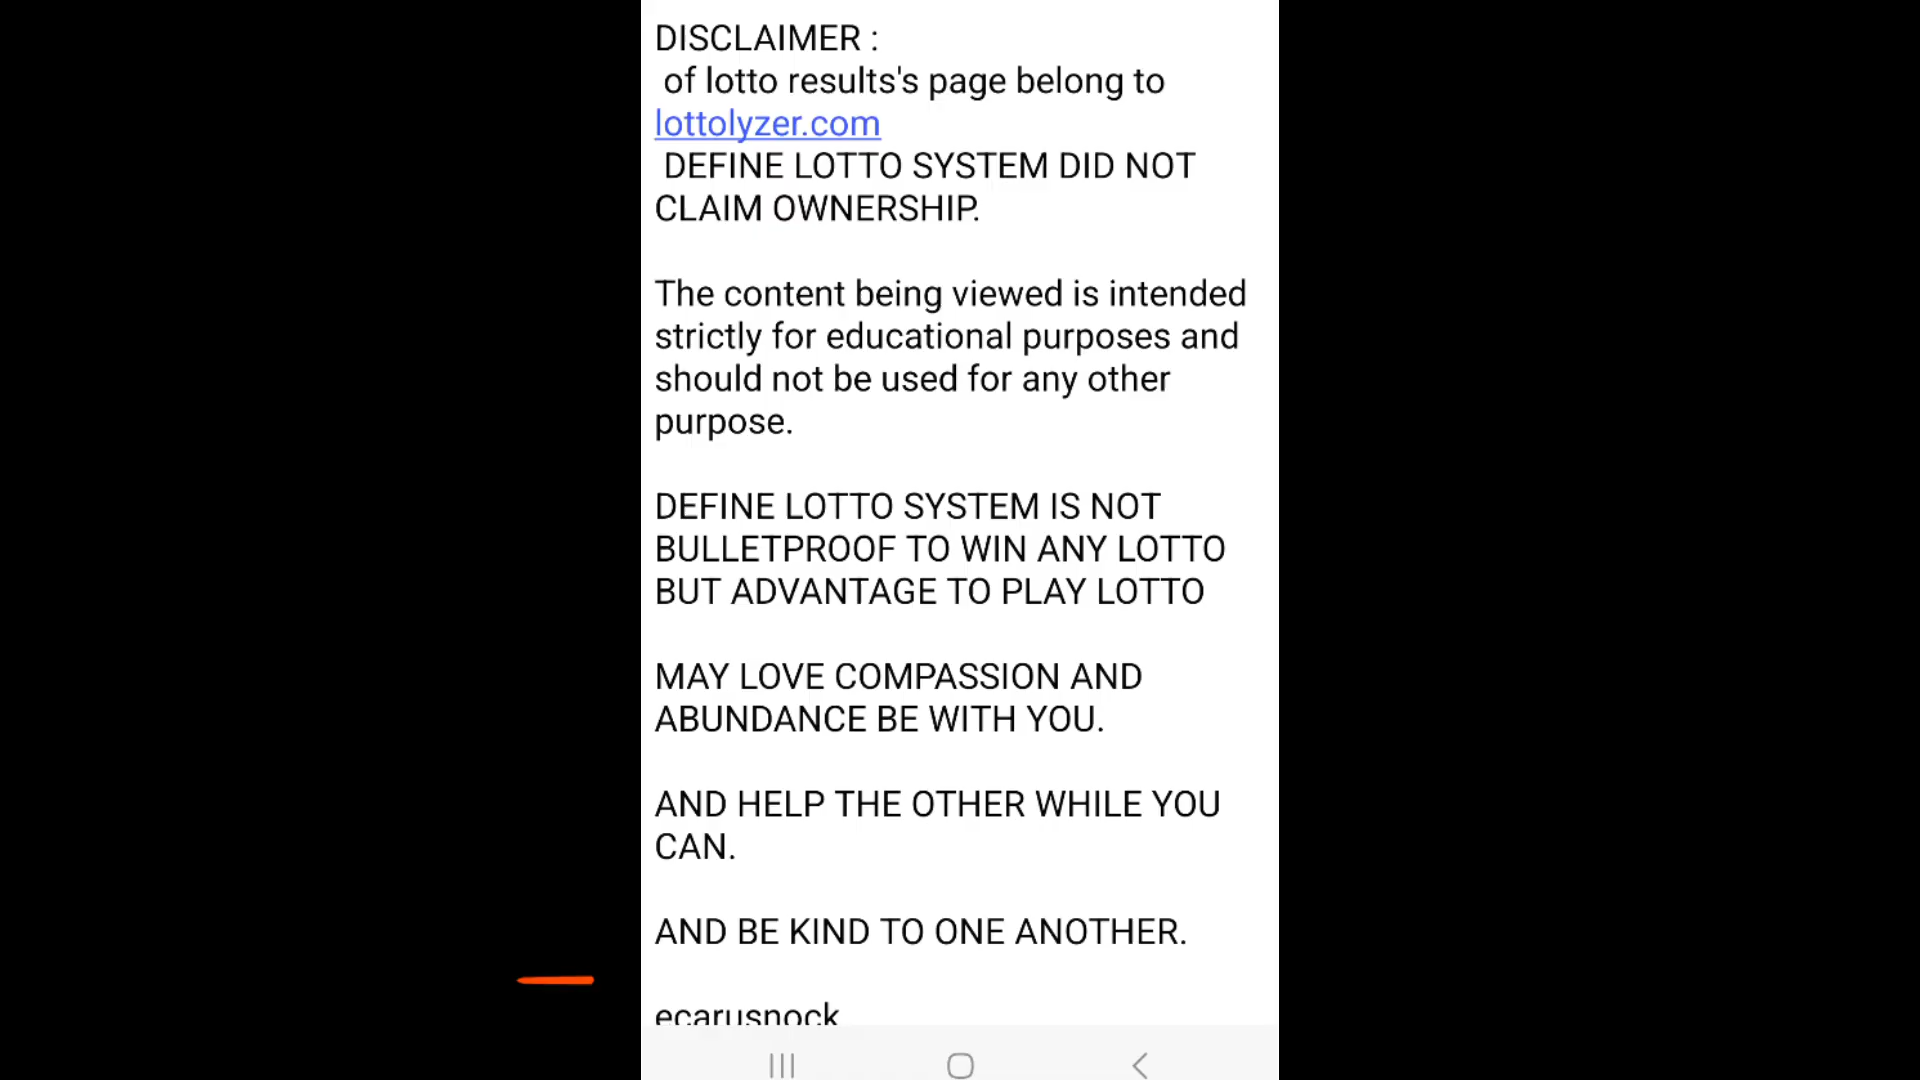 DISCLAIMER :
of lotto results's page belong to
lottolyzer.com
DEFINE LOTTO SYSTEM DID NOT
CLAIM OWNERSHIP.
The content being viewed is intended
strictly for educational purposes and
should not be used for any other
purpose.
DEFINE LOTTO SYSTEM IS NOT
BULLETPROOF TO WIN ANY LOTTO
BUT ADVANTAGE TO PLAY LOTTO
MAY LOVE COMPASSION AND
ABUNDANCE BE WITH YOU.
AND HELP THE OTHER WHILE YOU
CAN.
AND BE KIND TO ONE ANOTHER.
ecarusnock